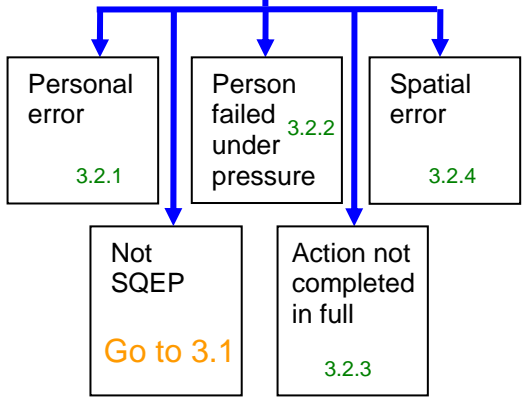 Personal
error
3.2.1
Person
failed
under
pressure
3.2.2
Spatial
error
3.2.4
Not
SQEP
Go to 3.1
Action not
completed
in full
3.2.3